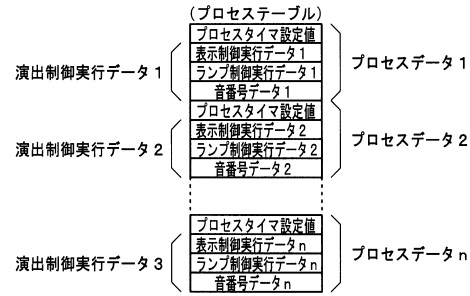 (プロセステーブル)
プロセスタイマ設定値
表示制御実行データ1
ランプ制御実行データ1
音番号データ1
演出制御実行データ1
プロセスデータ1
プロセスタイマ設定値
表示制御実行データ2
ランプ制御実行データ2
音番号データ2
演出制御実行データ2
プロセスデータ2
プロセスタイマ設定値
表示制御実行データn
ランプ制御実行データn
音番号データn
演出制御実行データ3
プロセスデータn